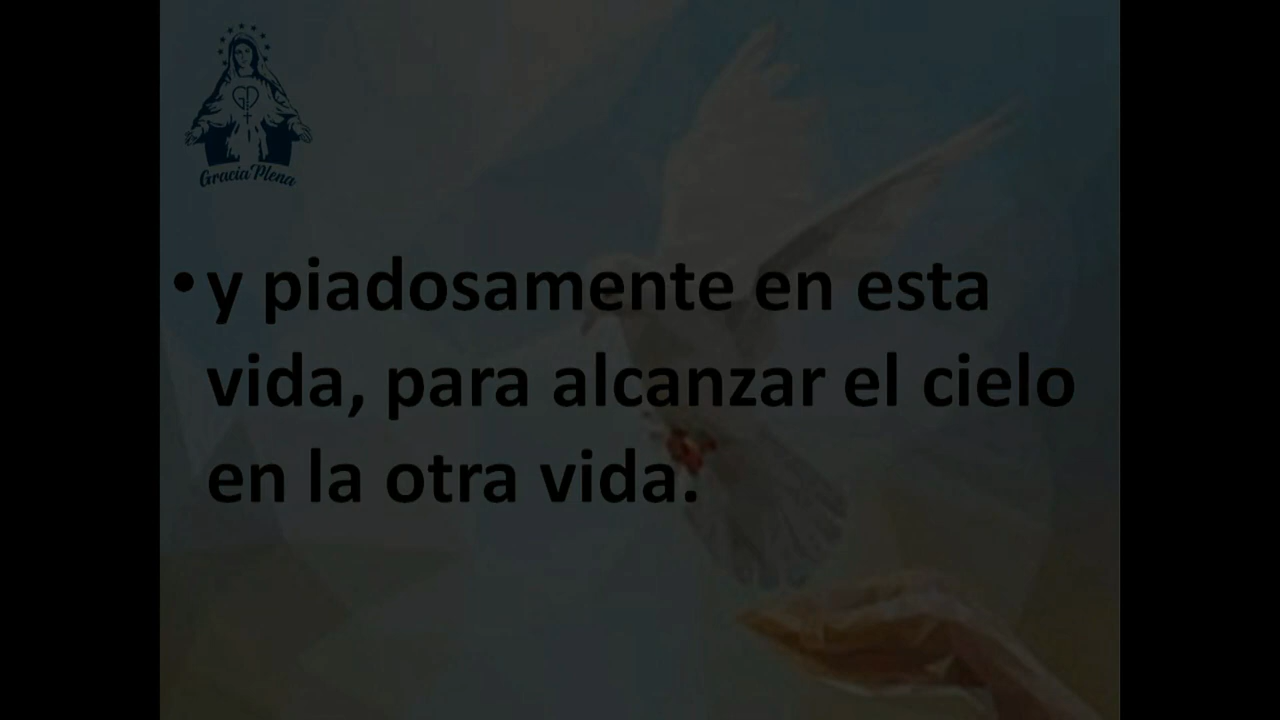 Gracia Plena
• y piadosamente en esta
vida, para alcanzar el cielo
en la otra vida.